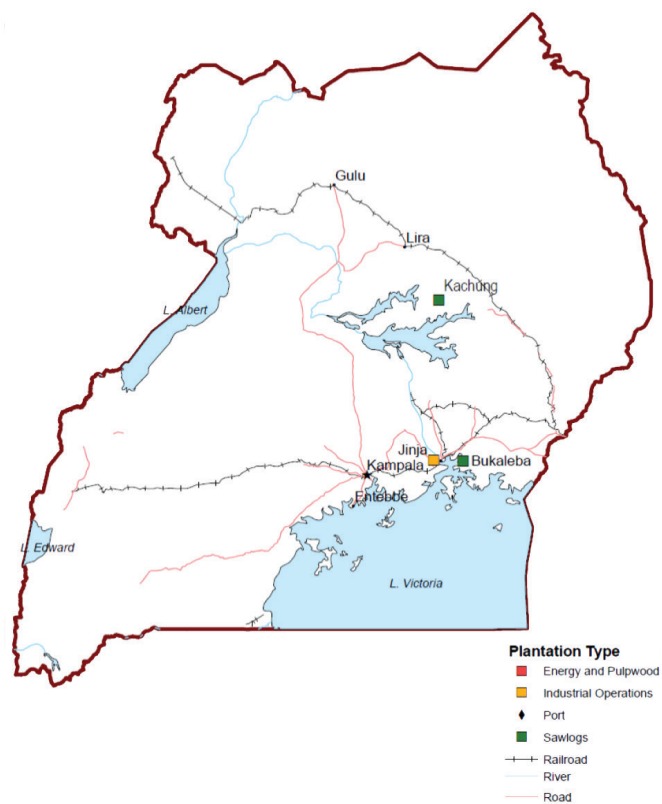 Gulu
Lira
Kachung
L. Albert
Jinja
Kampala
Bukaleba
Entebbe
L. Edward
L. Victoria
Plantation Type
Energy and Pulpwood
Industrial Operations
Port
Sawlogs
Railroad
River
Road